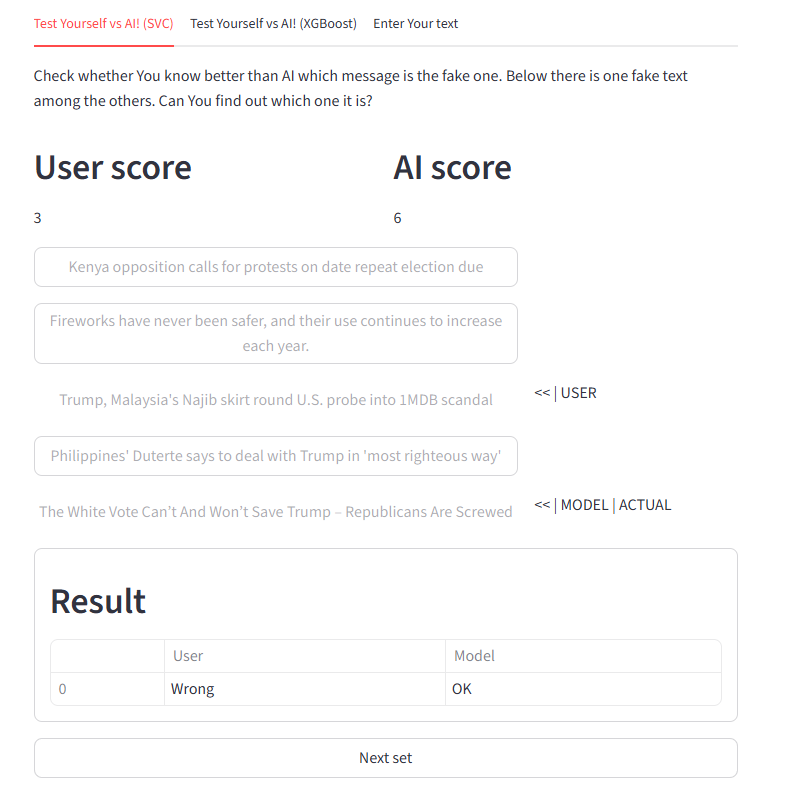 Test Yourself vs AI! (SVC) Test Yourself vs AI! (XGBoost) Enter Your text
Check whether You know better than AI which message is the fake one. Below there is one fake text
among the others. Can You find out which one it is?
User score AI score
3 6
Kenya opposition calls for protests on date repeat election due
Fireworks have never been safer, and their use continues to increase
each year.
Trump, Malaysia's Najib skirt round U.S. probe into 1MDB scandal << | USER
Philippines' Duterte says to deal with Trump in 'most righteous way'
The White Vote Can’t And Won’t Save Trump – Republicans Are Screwed << | MODEL | ACTUAL
Result
User Model
0 Wrong OK
Next set